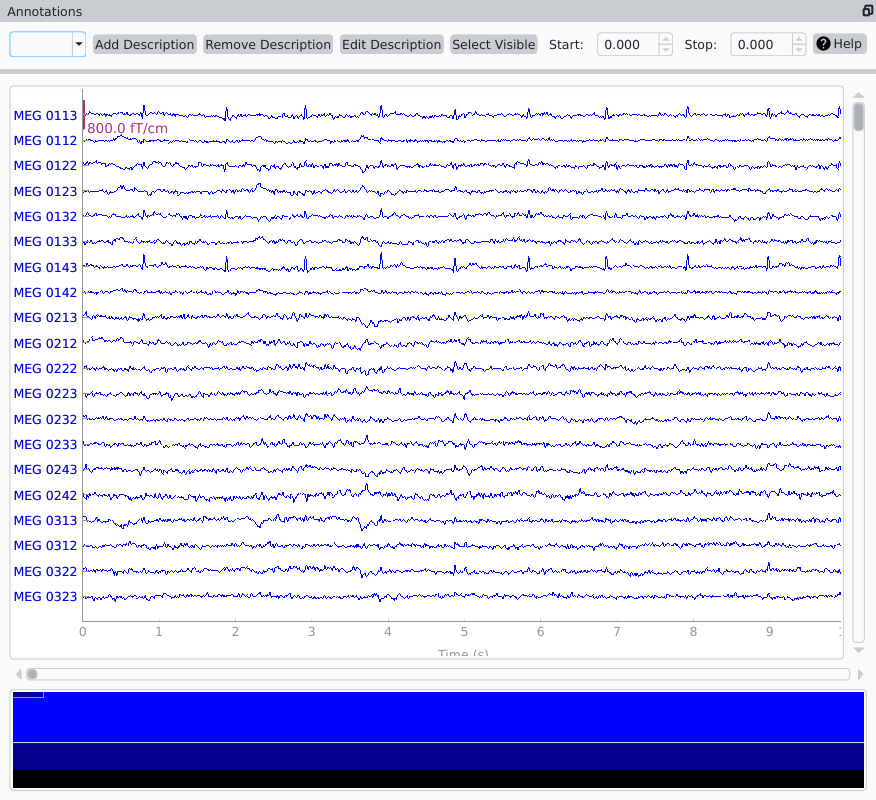 Annotations
Add Description Remove Description Edit Description Select Visible Start: 0.000 Stop: 0.000 ? Help
MEG 0113
800.0 fT/cm
MEG 0112
MEG 0122
MEG 0123
MEG 0132
MEG 0133
MEG 0143
MEG 0142
MEG 0213
MEG 0212
MEG 0222
MEG 0223
MEG 0232
MEG 0233
MEG 0243
MEG 0242
MEG 0313
MEG 0312
MEG 0322
MEG 0323
0 1 2 3 4 5 6 7 8 9
Time (s)